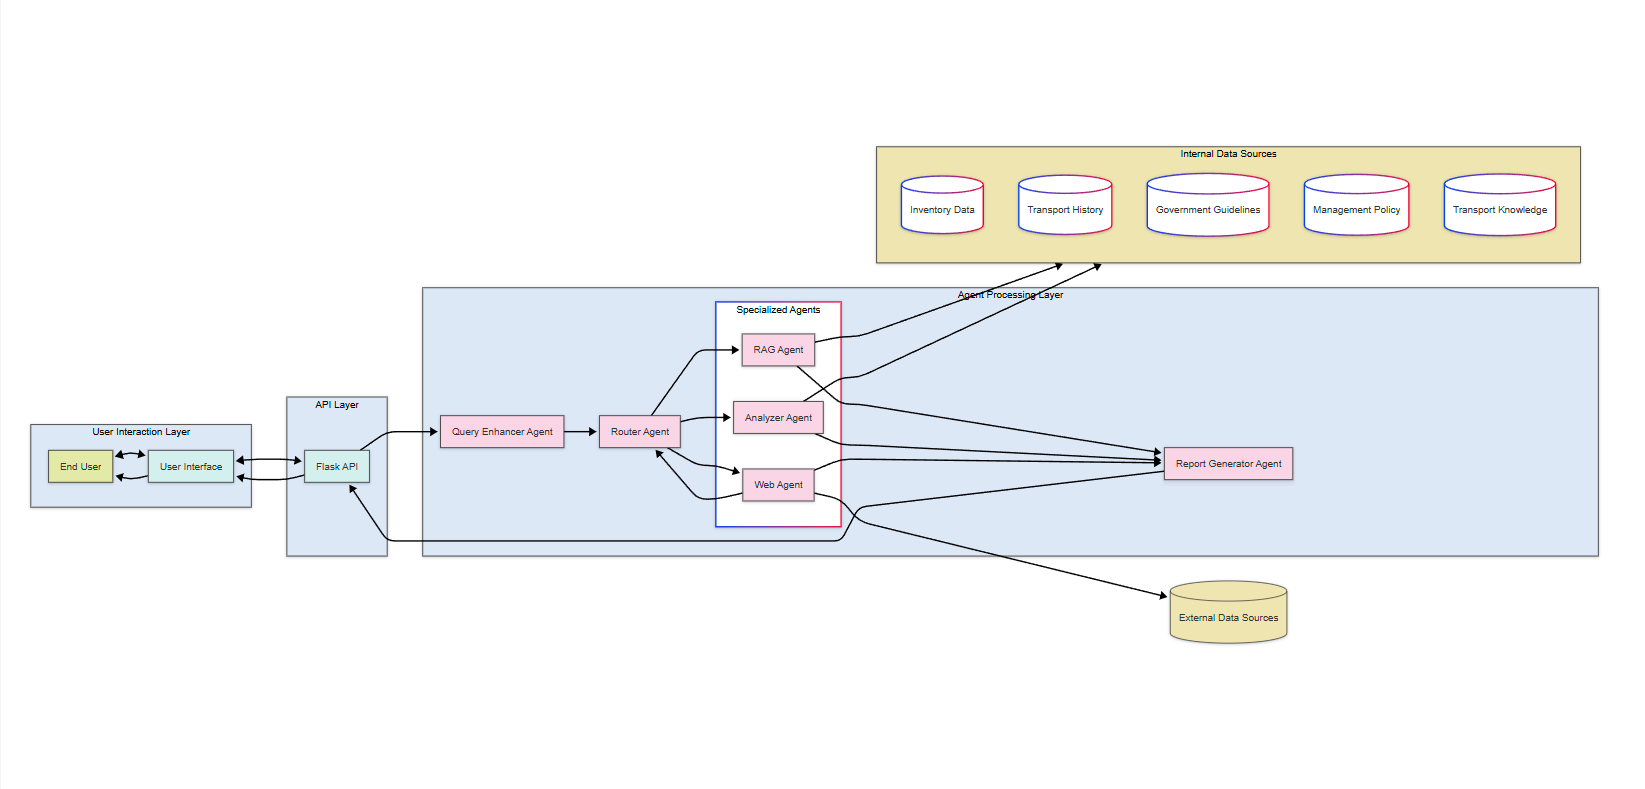 Internal Data Sources
Inventory Data
Transport History
Government Guidelines
Management Policy
Transport Knowledge
Agent Processing Layer
Specialized Agents
RAG Agent
Analyzer Agent
Web Agent
API Layer
Flask API
Query Enhancer Agent
Router Agent
User Interaction Layer
End User
User Interface
Report Generator Agent
External Data Sources